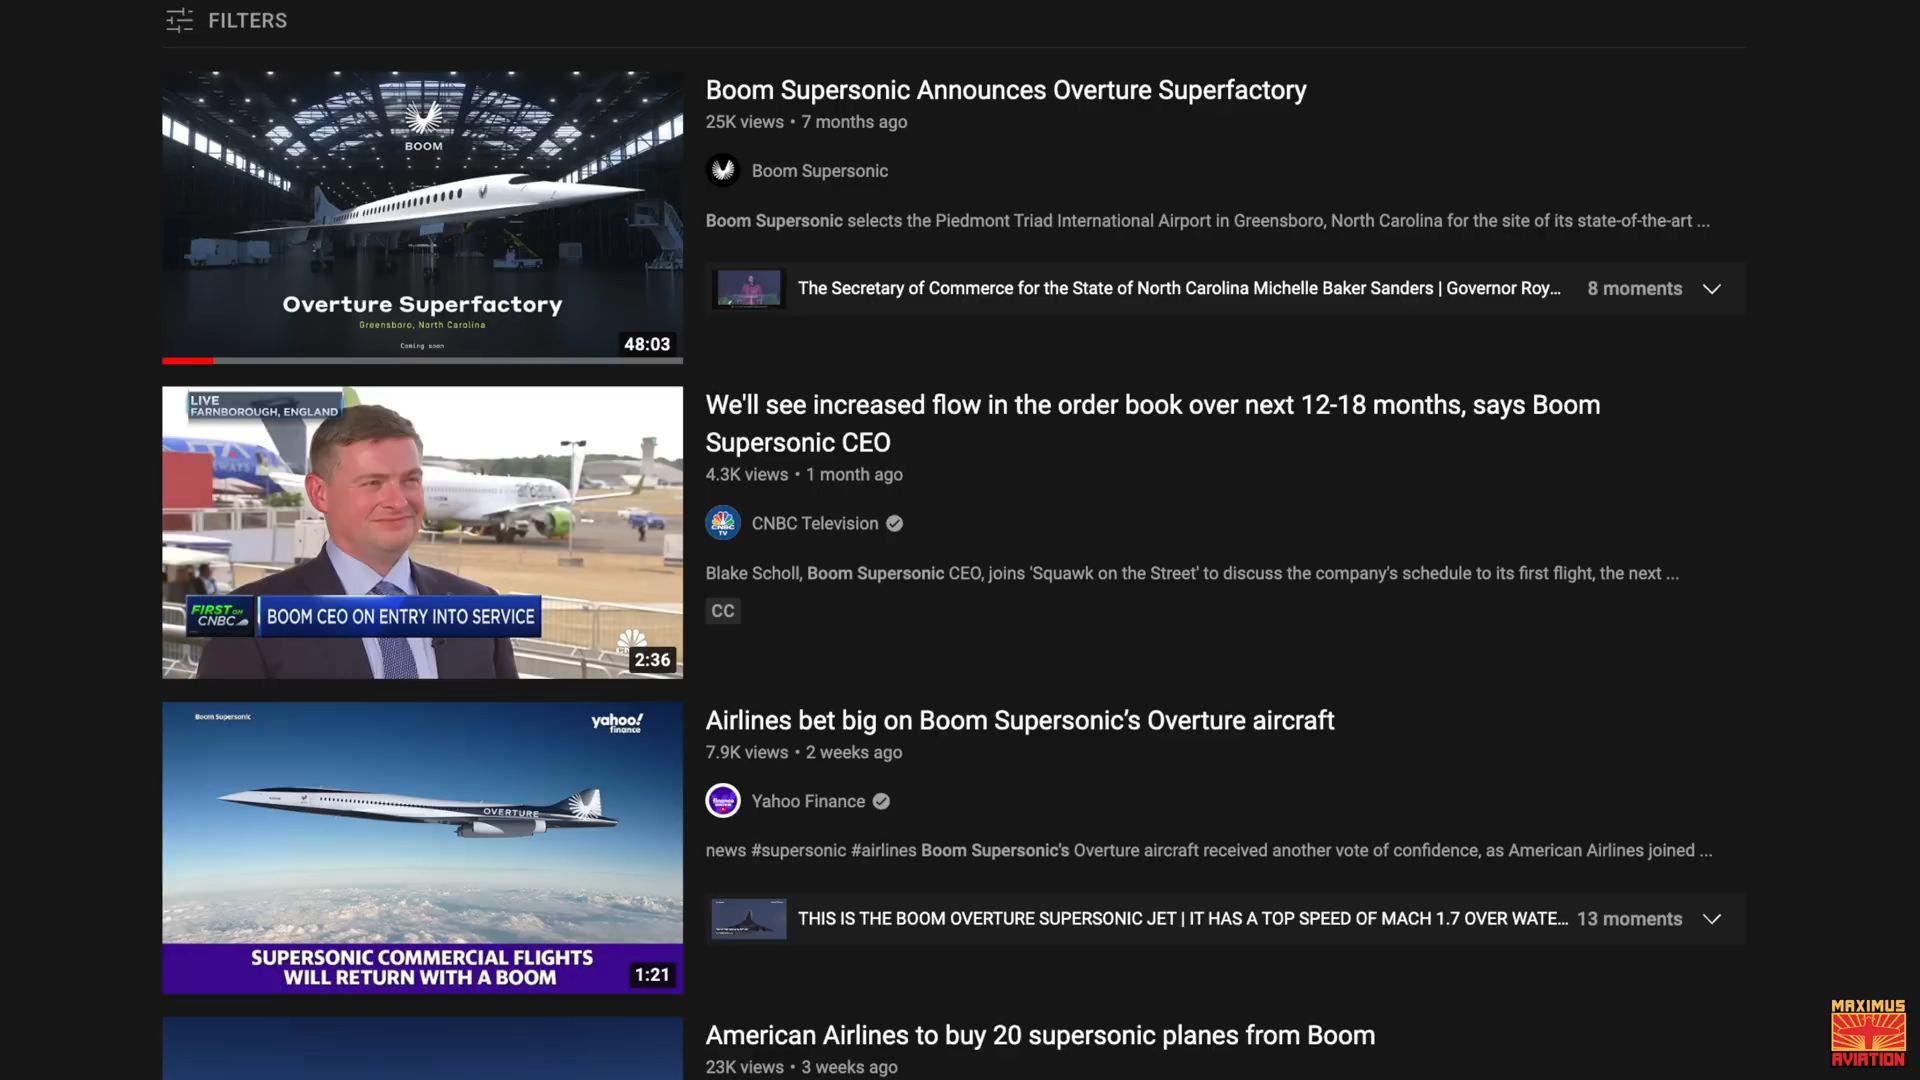 FILTERS
BOOM
Overture Superfactory
Greensboro, North Carolina
Coming soon
48:03
Boom Supersonic Announces Overture Superfactory
25K views • 7 months ago
Boom Supersonic
Boom Supersonic selects the Piedmont Triad International Airport in Greensboro, North Carolina for the site of its state-of-the-art ...
The Secretary of Commerce for the State of North Carolina Michelle Baker Sanders | Governor Roy...
8 moments
LIVE
FARNBOROUGH, ENGLAND
FIRST ON
CNBC
BOOM CEO ON ENTRY INTO SERVICE
2:36
We'll see increased flow in the order book over next 12-18 months, says Boom
Supersonic CEO
4.3K views • 1 month ago
CNBC
TV
CNBC Television
Blake Scholl, Boom Supersonic CEO, joins 'Squawk on the Street' to discuss the company's schedule to its first flight, the next ...
CC
Boom Supersonic
yahoo!
finance
OVERTURE
SUPERSONIC COMMERCIAL FLIGHTS
WILL RETURN WITH A BOOM
1:21
Airlines bet big on Boom Supersonic’s Overture aircraft
7.9K views • 2 weeks ago
Yahoo Finance
news #supersonic #airlines Boom Supersonic's Overture aircraft received another vote of confidence, as American Airlines joined ...
THIS IS THE BOOM OVERTURE SUPERSONIC JET | IT HAS A TOP SPEED OF MACH 1.7 OVER WATE...
13 moments
American Airlines to buy 20 supersonic planes from Boom
23K views • 3 weeks ago
MAXIMUS
AVIATION